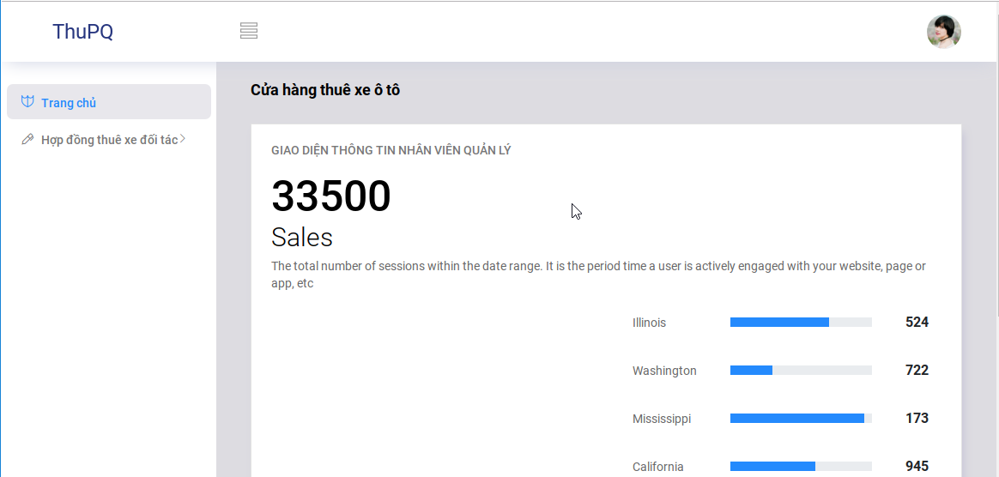 ThuPQ
Trang chủ
Hợp đồng thuê xe đối tác
Cửa hàng thuê xe ô tô
GIAO DIỆN THÔNG TIN NHÂN VIÊN QUẢN LÝ
33500
Sales
The total number of sessions within the date range. It is the period time a user is actively engaged with your website, page or
app, etc
Illinois 524
Washington 722
Mississippi 173
California 945